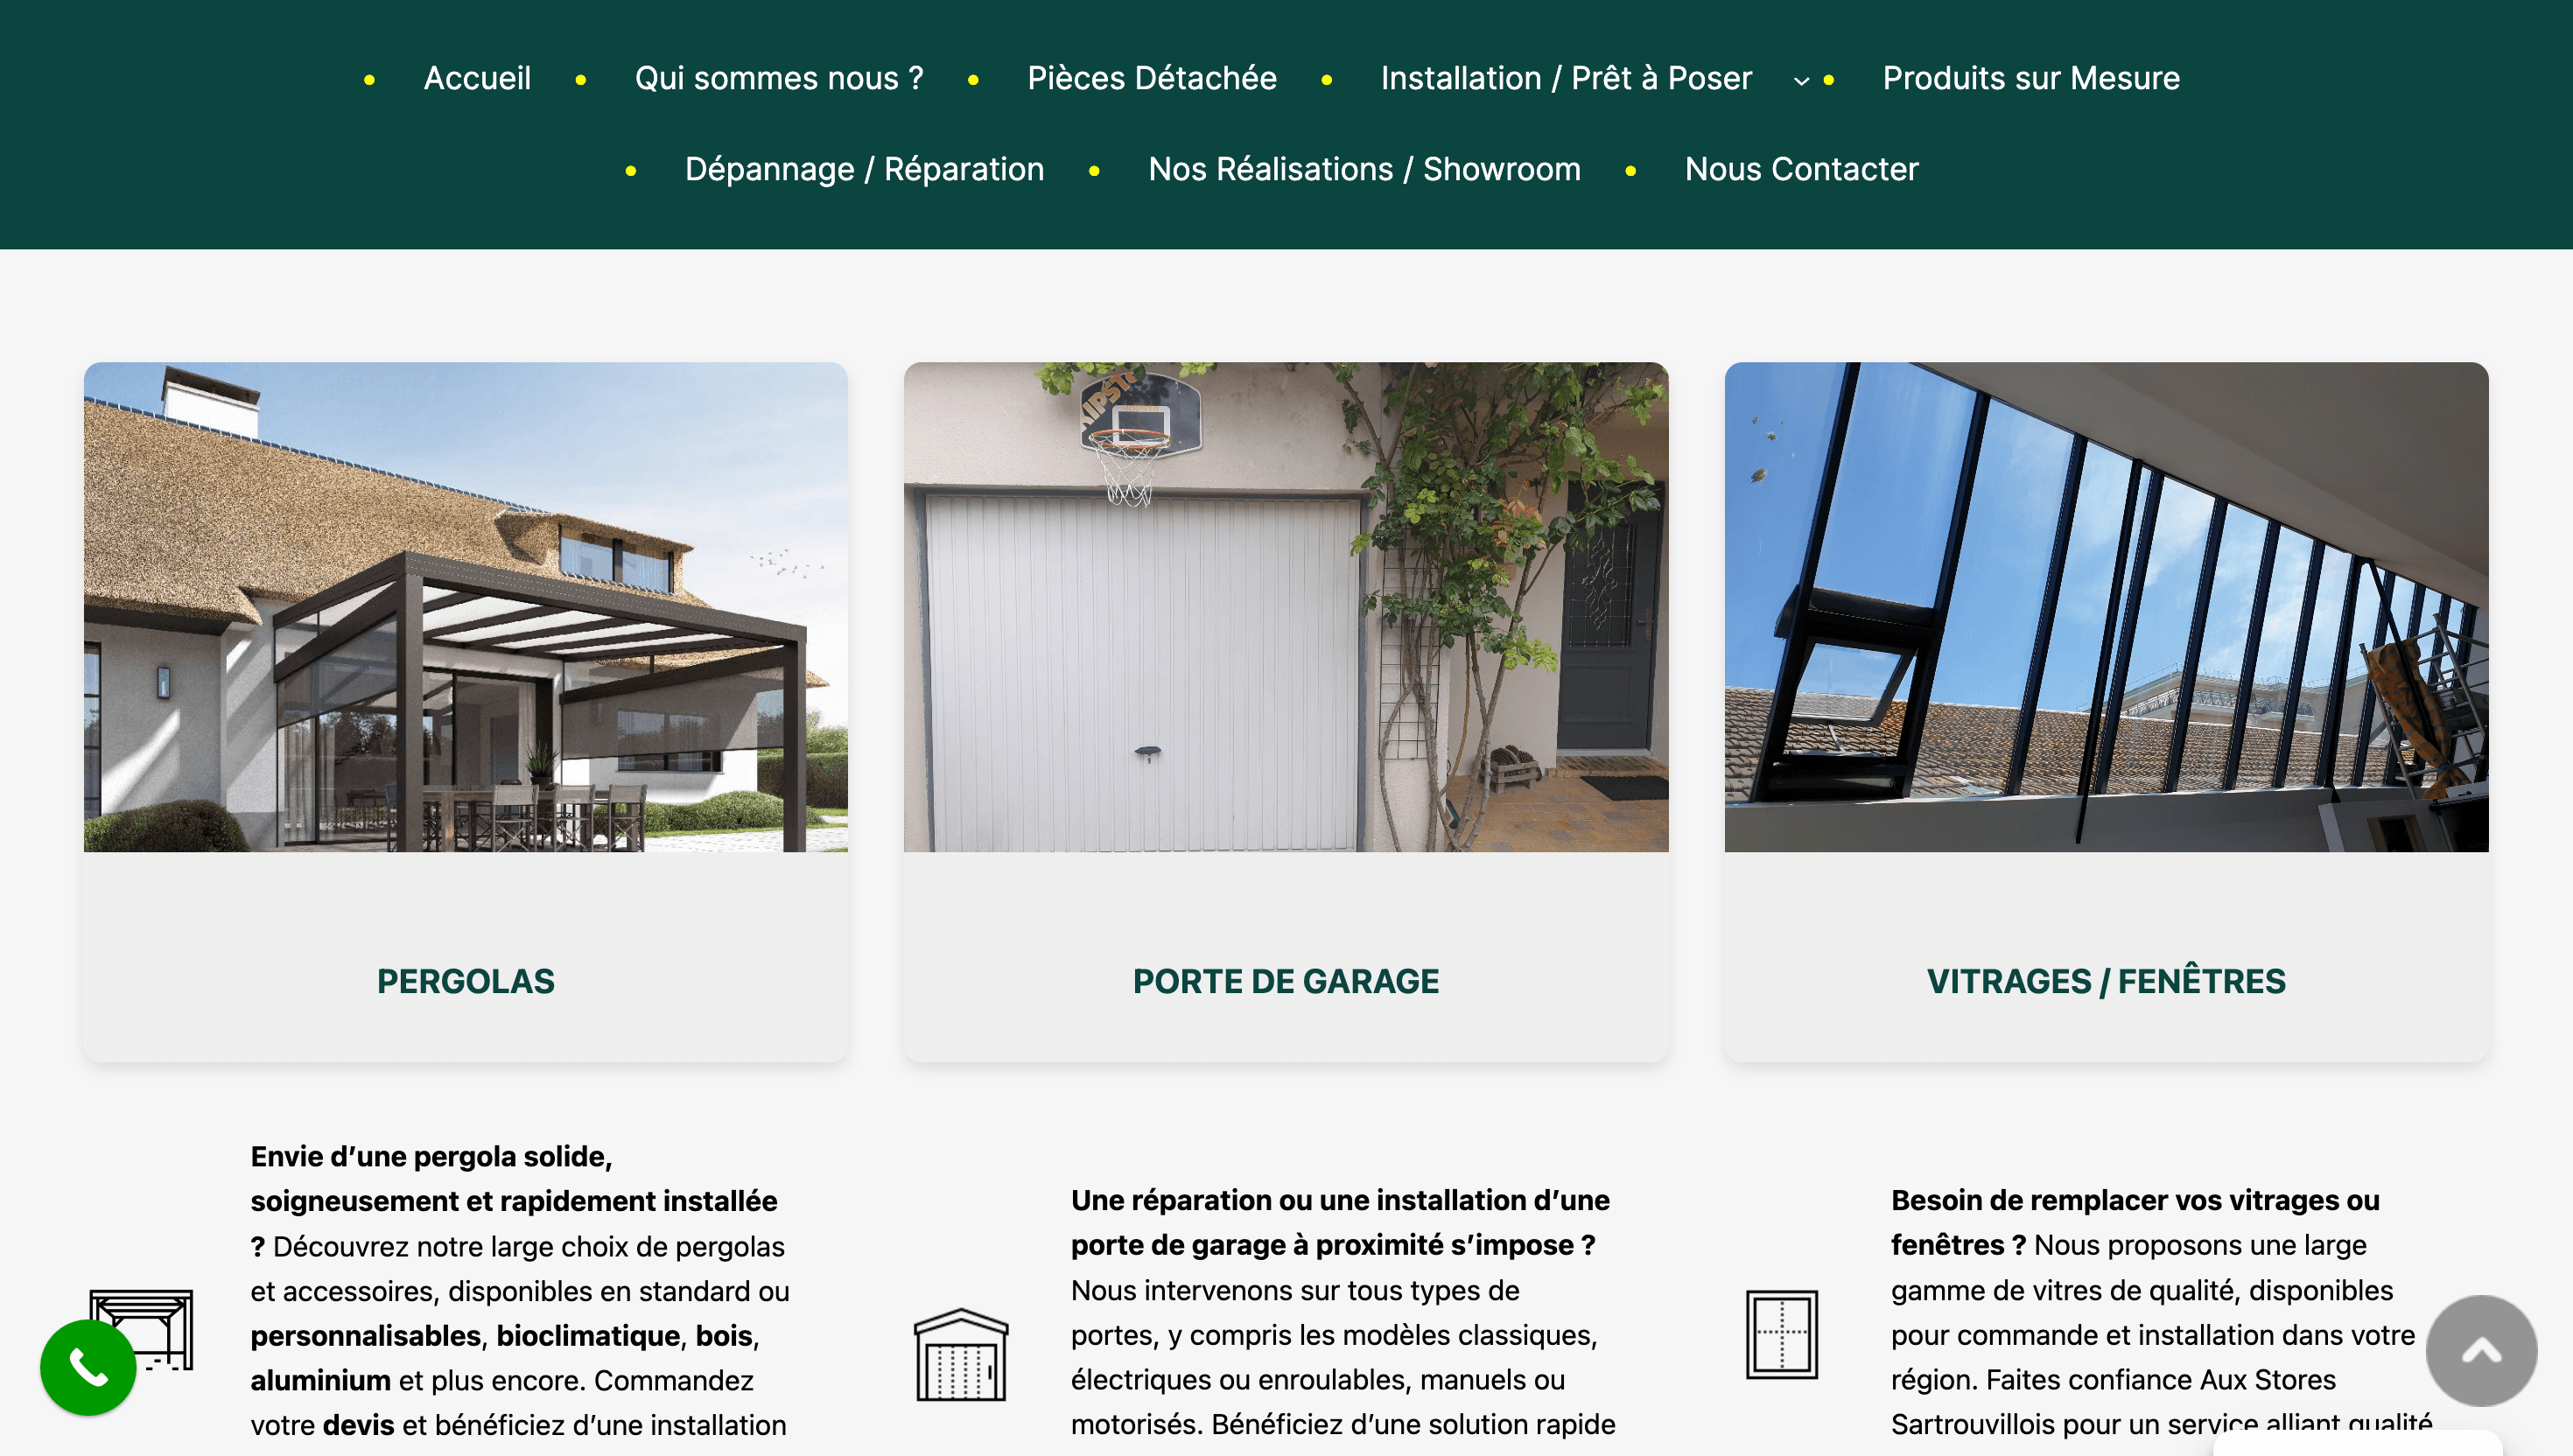 Accueil
Qui sommes nous ?
Pièces Détachée
Installation / Prêt à Poser
Produits sur Mesure
Dépannage / Réparation
Nos Réalisations / Showroom
Nous Contacter
KIPSTA
PERGOLAS
PORTE DE GARAGE
VITRAGES / FENÊTRES
Envie d’une pergola solide,
soigneusement et rapidement installée
? Découvrez notre large choix de pergolas
et accessoires, disponibles en standard ou
personnalisables, bioclimatique, bois,
aluminium et plus encore. Commandez
votre devis et bénéficiez d’une installation
Une réparation ou une installation d’une
porte de garage à proximité s’impose ?
Nous intervenons sur tous types de
portes, y compris les modèles classiques,
électriques ou enroulables, manuels ou
motorisés. Bénéficiez d’une solution rapide
Besoin de remplacer vos vitrages ou
fenêtres ? Nous proposons une large
gamme de vitres de qualité, disponibles
pour commande et installation dans votre
région. Faites confiance Aux Stores
Sartrouvillois pour un service alliant qualité